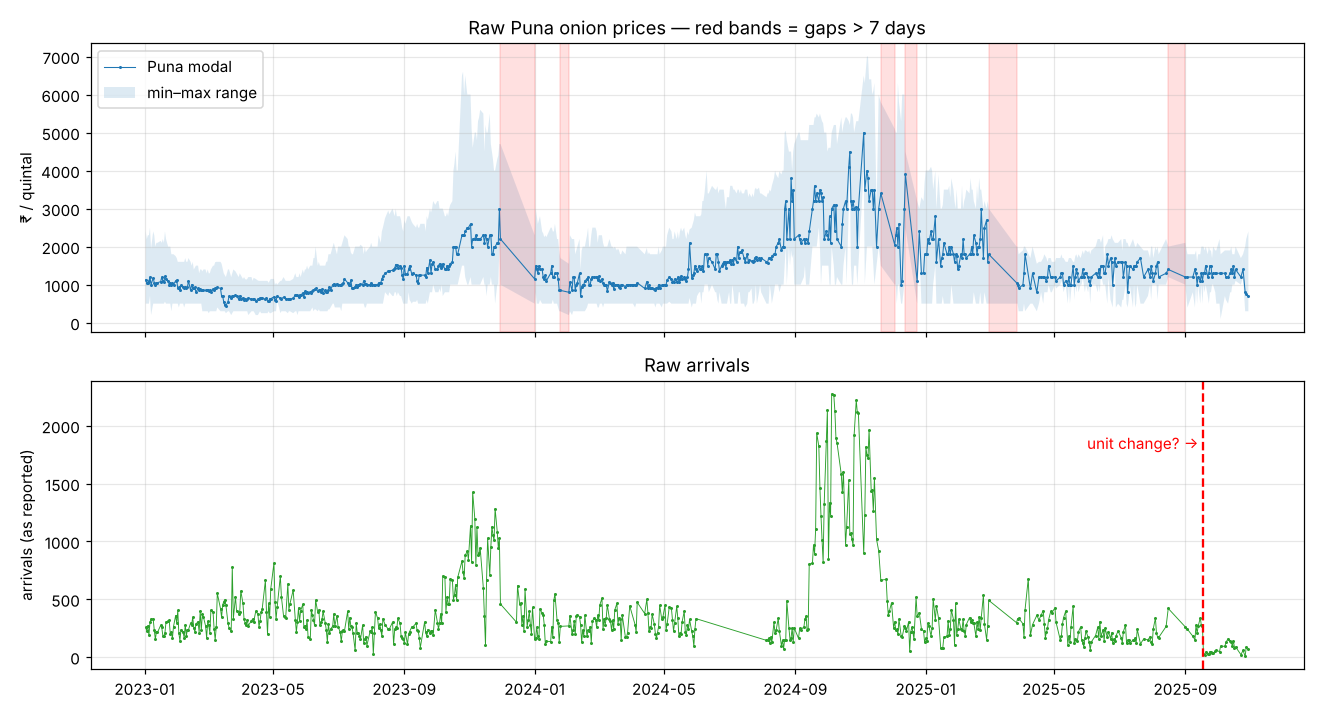 Raw Puna onion prices — red bands = gaps > 7 days
Puna modal
min–max range
₹ / quintal
7000
6000
5000
4000
3000
2000
1000
0
Raw arrivals
arrivals (as reported)
2000
1500
1000
500
0
unit change? →
2023-01 2023-05 2023-09 2024-01 2024-05 2024-09 2025-01 2025-05 2025-09